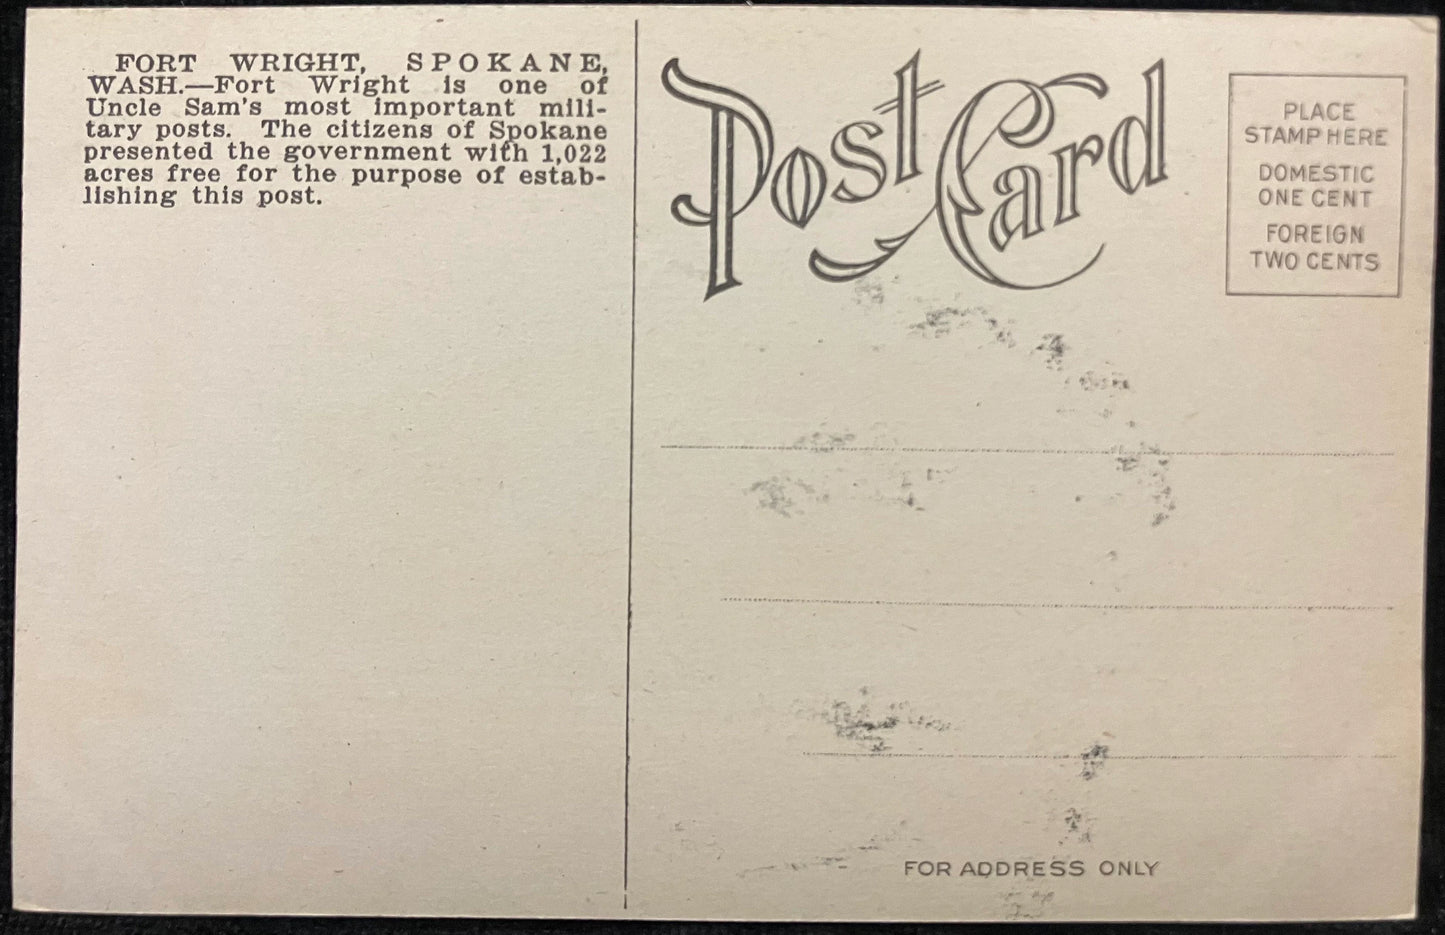 FORT WRIGHT, SPOKANE,
WASH.—Fort Wright is one of
Uncle Sam's most important mili-
tary posts. The citizens of Spokane
presented the government with 1,022
acres free for the purpose of estab-
lishing this post.
Post Card
PLACE
STAMP HERE
DOMESTIC
ONE CENT
FOREIGN
TWO CENTS
FOR ADDRESS ONLY